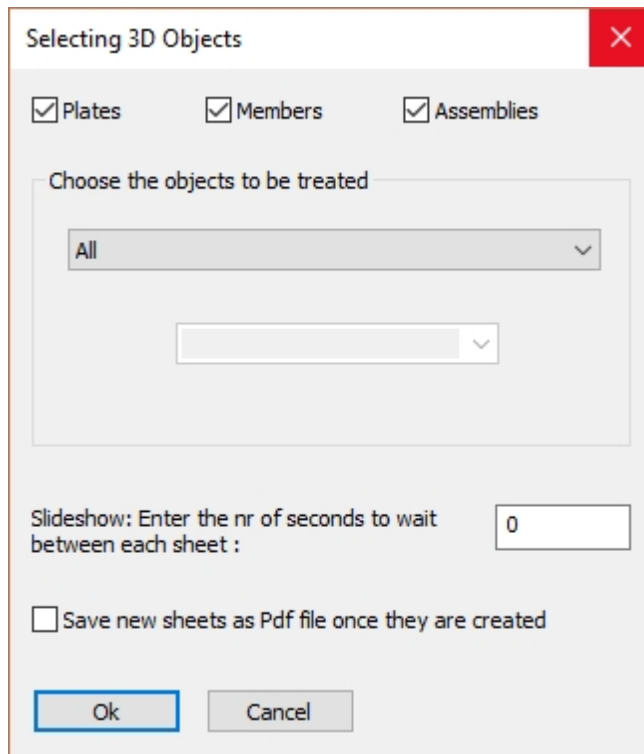 Selecting 3D Objects
Plates Members Assemblies
Choose the objects to be treated
All
Slideshow: Enter the nr of seconds to wait
between each sheet :
0
Save new sheets as Pdf file once they are created
Ok Cancel